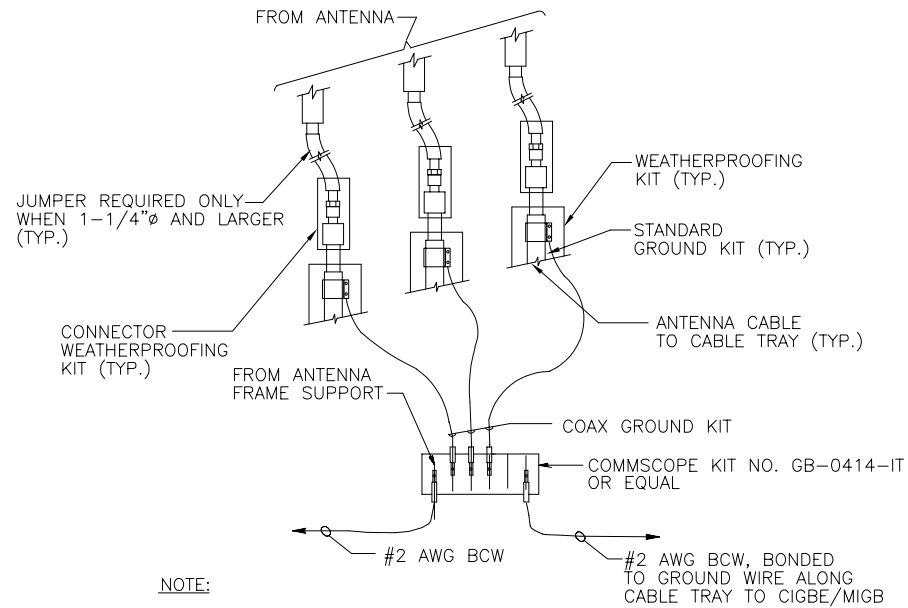 FROM ANTENNA
JUMPER REQUIRED ONLY
WHEN 1-1/4"ø AND LARGER
(TYP.)
WEATHERPROOFING
KIT (TYP.)
STANDARD
GROUND KIT (TYP.)
CONNECTOR
WEATHERPROOFING
KIT (TYP.)
ANTENNA CABLE
TO CABLE TRAY (TYP.)
FROM ANTENNA
FRAME SUPPORT
COAX GROUND KIT
COMMSCOPE KIT NO. GB-0414-IT
OR EQUAL
#2 AWG BCW
#2 AWG BCW, BONDED
TO GROUND WIRE ALONG
CABLE TRAY TO CIGBE/MIGB
NOTE: